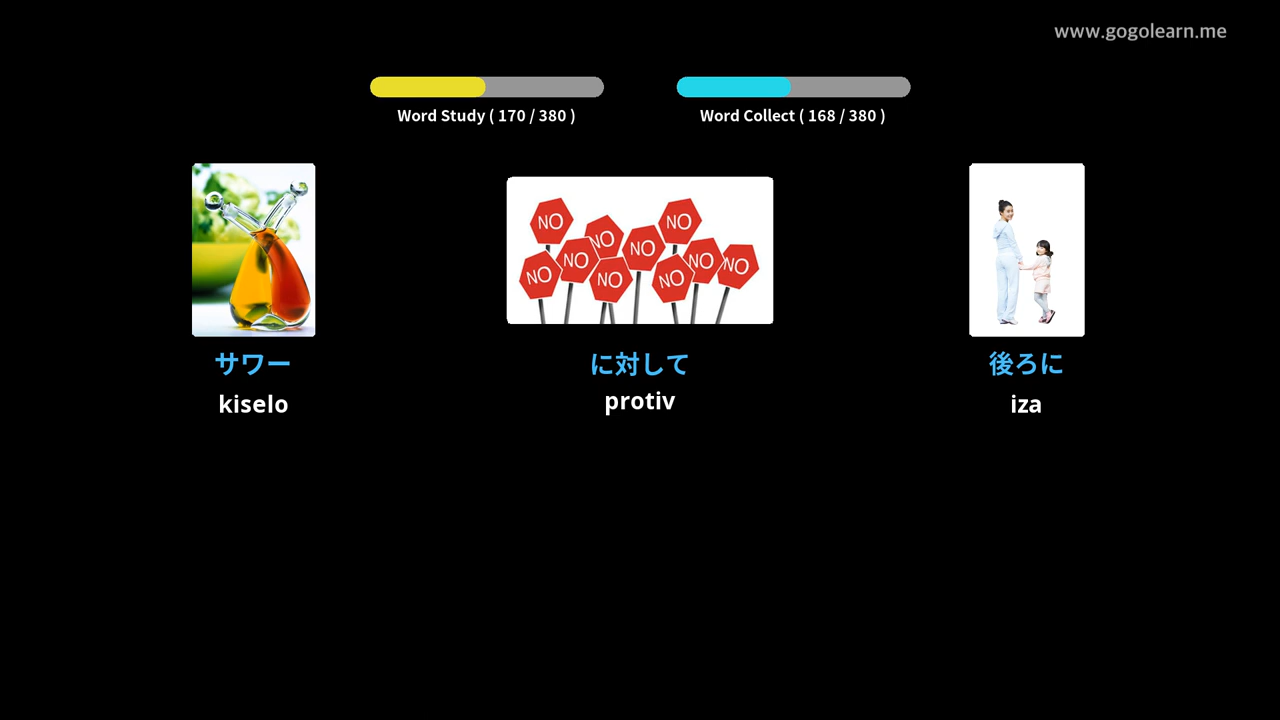 www.gogolearn.me
Word Study ( 170 / 380 )
Word Collect ( 168 / 380 )
NO
NO
NO
NO
NO
NO
NO
NO
NO
NO
サワー
に対して
後ろに
kiselo
protiv
iza